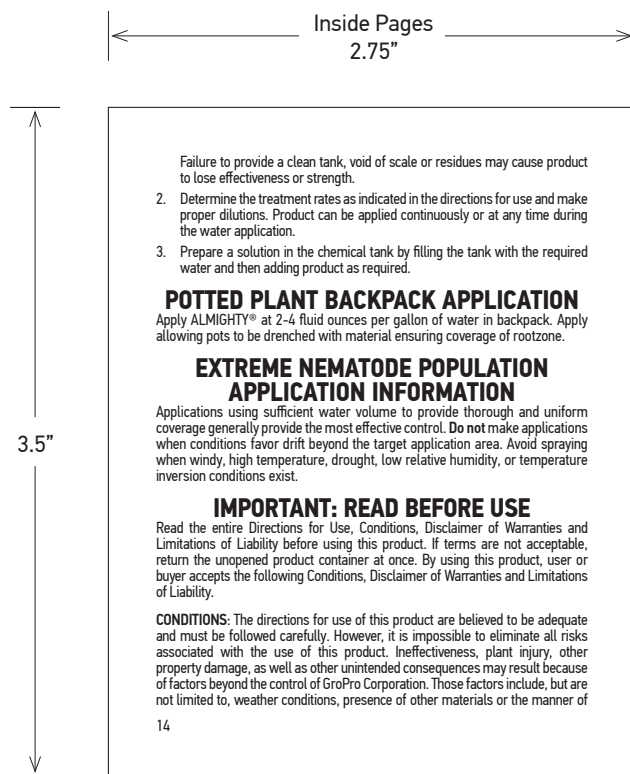 Inside Pages
2.75”
3.5”
Failure to provide a clean tank, void of scale or residues may cause product
to lose effectiveness or strength.
2. Determine the treatment rates as indicated in the directions for use and make
proper dilutions. Product can be applied continuously or at any time during
the water application.
3. Prepare a solution in the chemical tank by filling the tank with the required
water and then adding product as required.
POTTED PLANT BACKPACK APPLICATION
Apply ALMIGHTY® at 2-4 fluid ounces per gallon of water in backpack. Apply
allowing pots to be drenched with material ensuring coverage of rootzone.
EXTREME NEMATODE POPULATION
APPLICATION INFORMATION
Applications using sufficient water volume to provide thorough and uniform
coverage generally provide the most effective control. Do not make applications
when conditions favor drift beyond the target application area. Avoid spraying
when windy, high temperature, drought, low relative humidity, or temperature
inversion conditions exist.
IMPORTANT: READ BEFORE USE
Read the entire Directions for Use, Conditions, Disclaimer of Warranties and
Limitations of Liability before using this product. If terms are not acceptable,
return the unopened product container at once. By using this product, user or
buyer accepts the following Conditions, Disclaimer of Warranties and Limitations
of Liability.
CONDITIONS: The directions for use of this product are believed to be adequate
and must be followed carefully. However, it is impossible to eliminate all risks
associated with the use of this product. Ineffectiveness, plant injury, other
property damage, as well as other unintended consequences may result because
of factors beyond the control of GroPro Corporation. Those factors include, but are
not limited to, weather conditions, presence of other materials or the manner of
14